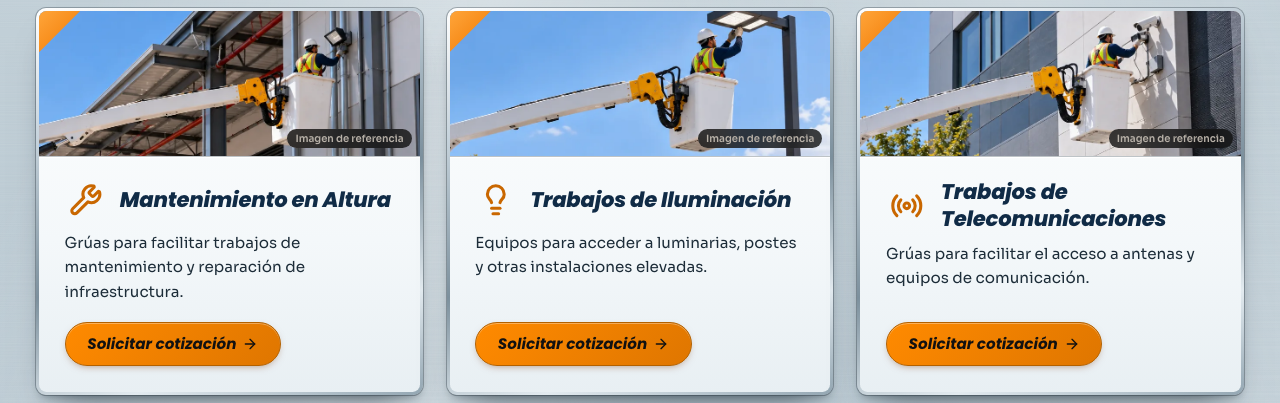 Imagen de referencia
Mantenimiento en Altura
Grúas para facilitar trabajos de
mantenimiento y reparación de
infraestructura.
Solicitar cotización →
Imagen de referencia
Trabajos de Iluminación
Equipos para acceder a luminarias, postes
y otras instalaciones elevadas.
Solicitar cotización →
Imagen de referencia
Trabajos de
Telecomunicaciones
Grúas para facilitar el acceso a antenas y
equipos de comunicación.
Solicitar cotización →